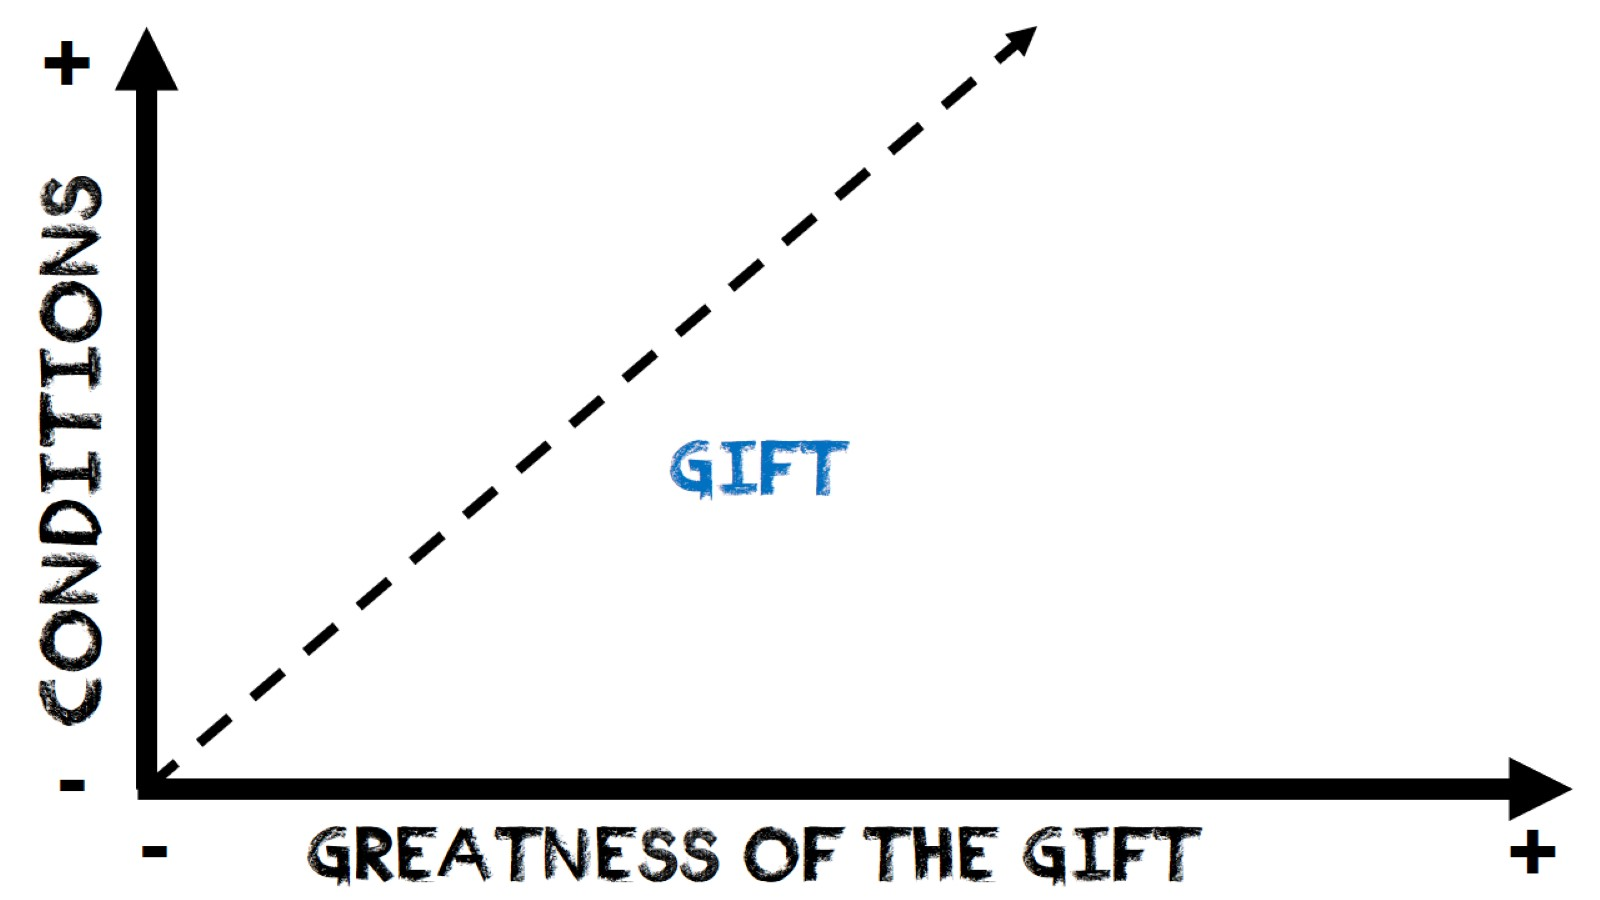 +
CONDITIONS
GIFT
-
-
GREATNESS OF THE GIFT
+